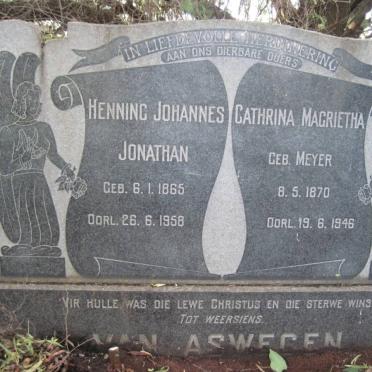 IN LIEFDEVOLLE HERINNERING
AAN ONS DIERBARE OUERS
HENNING JOHANNES
JONATHAN
GEB. 6.1.1865
OORL. 26.6.1958
CATHRINA MAGRIETHA
GEB. MEYER
8.5.1870
OORL. 19.6.1946
VIR HULLE WAS DIE LEWE CHRISTUS EN DIE STERWE WINS
TOT WEERSIENS.
VAN ASWEGEN